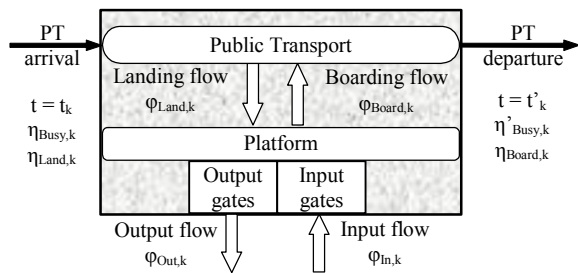 PT
arrival
Public Transport
PT
departure
Landing flow
φLand,k
Boarding flow
φBoard,k
t = tk
ηBusy,k
ηLand,k
t = t’k
η’Busy,k
ηBoard,k
Platform
Output
gates
Input
gates
Output flow
φOut,k
Input flow
φIn,k